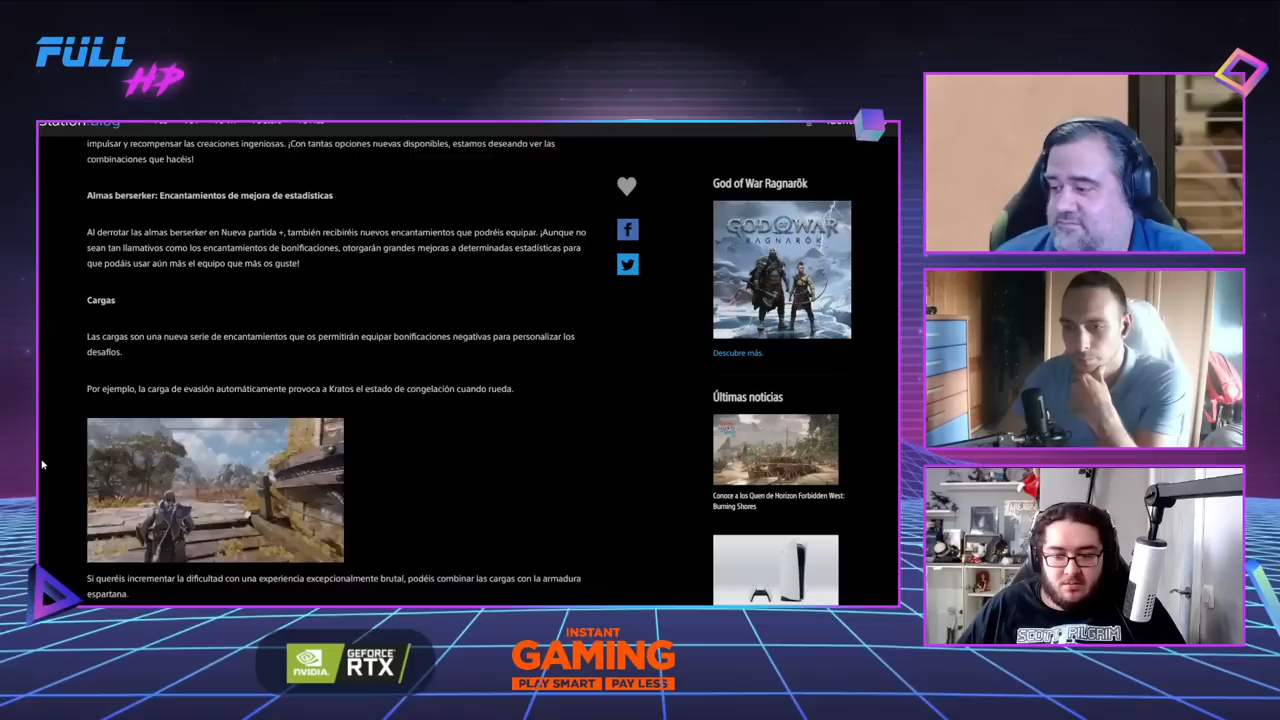 FULL
HP
Station.Blog
impulsar y recompensar las creaciones ingeniosas. ¡Con tantas opciones nuevas disponibles, estamos deseando ver las
combinaciones que hacéis!
Almas berserker: Encantamientos de mejora de estadísticas
Al derrotar las almas berserker en Nueva partida +, también recibiréis nuevos encantamientos que podréis equipar. ¡Aunque no
sean tan llamativos como los encantamientos de bonificaciones, otorgarán grandes mejoras a determinadas estadísticas para
que podáis usar aún más el equipo que más os guste!
Cargas
Las cargas son una nueva serie de encantamientos que os permitirán equipar bonificaciones negativas para personalizar los
desafíos.
Por ejemplo, la carga de evasión automáticamente provoca a Kratos el estado de congelación cuando rueda.
Si queréis incrementar la dificultad con una experiencia excepcionalmente brutal, podéis combinar las cargas con la armadura
espartana.
God of War Ragnarök
GOD OF WAR
RAGNARÖK
Descubre más.
Últimas noticias
Conoce a los Quen de Horizon Forbidden West:
Burning Shores
SCOTT PILGRIM
NVIDIA
GEFORCE
RTX
INSTANT
GAMING
PLAY SMART
PAY LESS